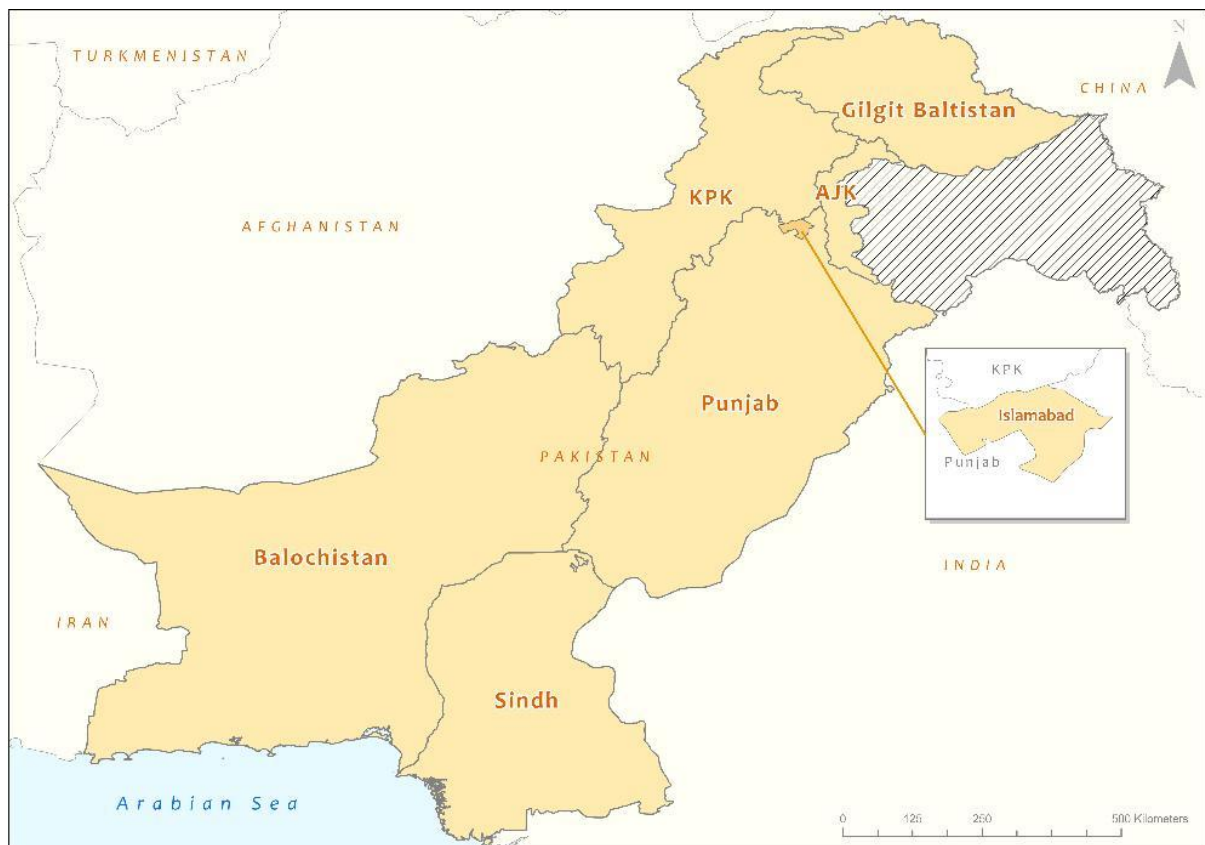 TURKMENISTAN
N
CHINA
Gilgit Baltistan
KPK
AJK
AFGHANISTAN
KPK
Islamabad
Punjab
Punjab
PAKISTAN
Balochistan
INDIA
IRAN
Sindh
Arabian Sea
0 125 250 500 Kilometers